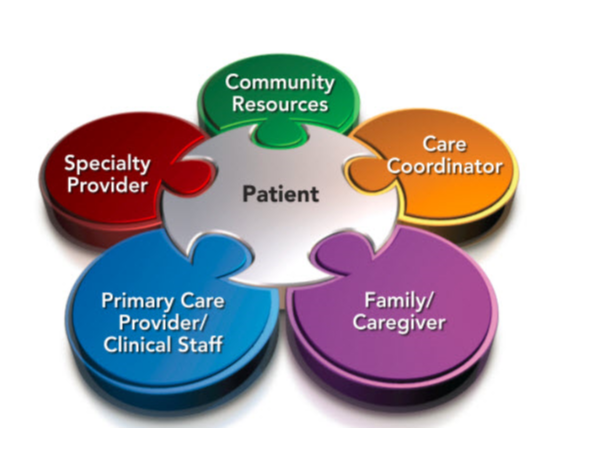 Community
Resources
Specialty
Provider
Care
Coordinator
Patient
Primary Care
Provider/
Clinical Staff
Family/
Caregiver